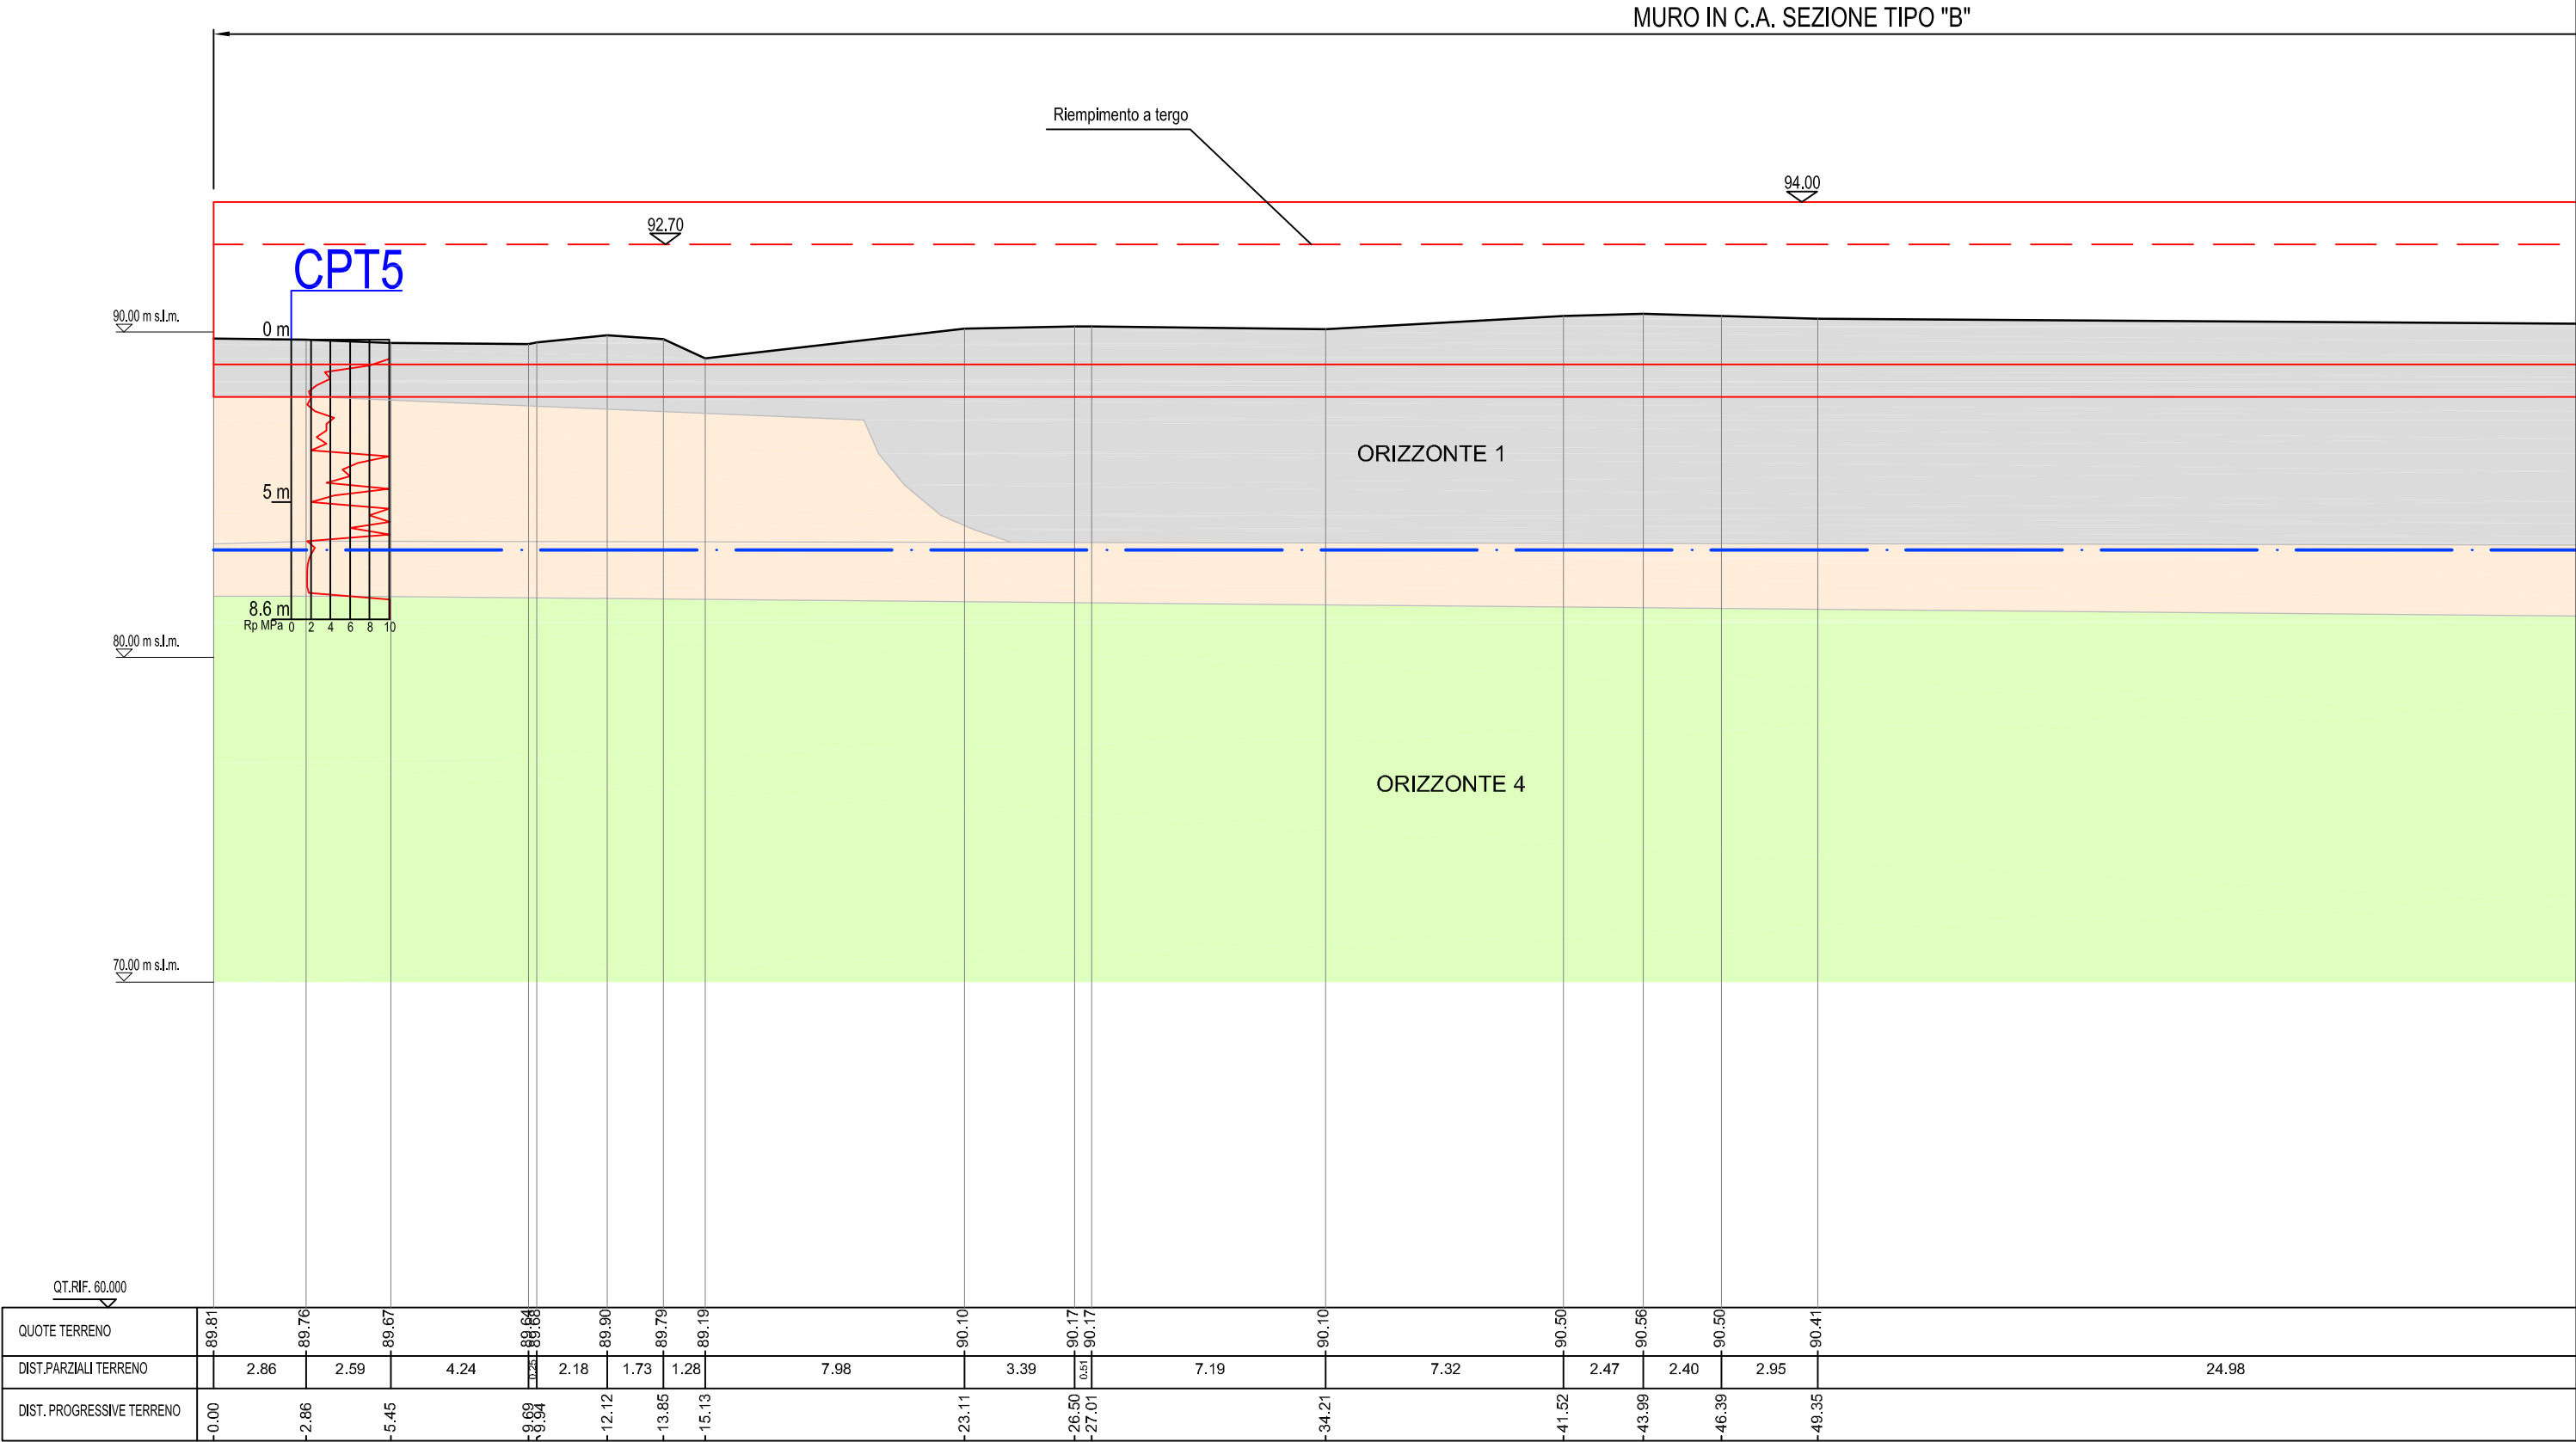 MURO IN C.A. SEZIONE TIPO "B"
Riempimento a tergo
94.00
92.70
CPT5
90.00 m s.l.m.
0 m
ORIZZONTE 1
5 m
8.6 m
Rp MPa 0 2 4 6 8 10
80.00 m s.l.m.
ORIZZONTE 4
70.00 m s.l.m.
QT.RIF. 60.000
QUOTE TERRENO 89.81 89.76 89.67 89.64 89.68 89.90 89.79 89.19 90.10 90.17 90.17 90.10 90.50 90.56 90.50 90.41
DIST.PARZIALI TERRENO 2.86 2.59 4.24 0.25 2.18 1.73 1.28 7.98 3.39 0.51 7.19 7.32 2.47 2.40 2.95 24.98
DIST. PROGRESSIVE TERRENO 0.00 2.86 5.45 9.69 9.94 12.12 13.85 15.13 23.11 26.50 27.01 34.21 41.52 43.99 46.39 49.35